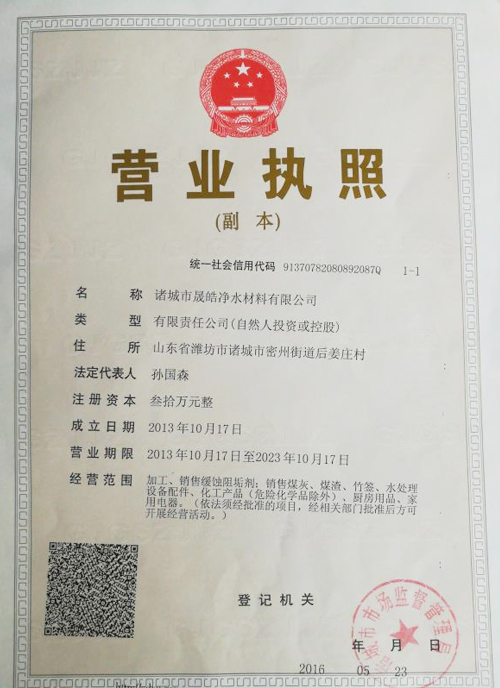 营业执照
(副 本)
统一社会信用代码 91370782080892087Q 1-1
名 称 诸城市晟皓净水材料有限公司
类 型 有限责任公司(自然人投资或控股)
住 所 山东省潍坊市诸城市密州街道后姜庄村
法定代表人 孙国森
注册资本 叁拾万元整
成立日期 2013年10月17日
营业期限 2013年10月17日至2023年10月17日
经营范围 加工、销售缓蚀阻垢剂；销售煤灰、煤渣、竹签、水处理
设备配件、化工产品（危险化学品除外）、厨房用品、家
用电器。（依法须经批准的项目，经相关部门批准后方可
开展经营活动。）
登记机关
城市市场监督管理局
年 月 日
2016 05 23